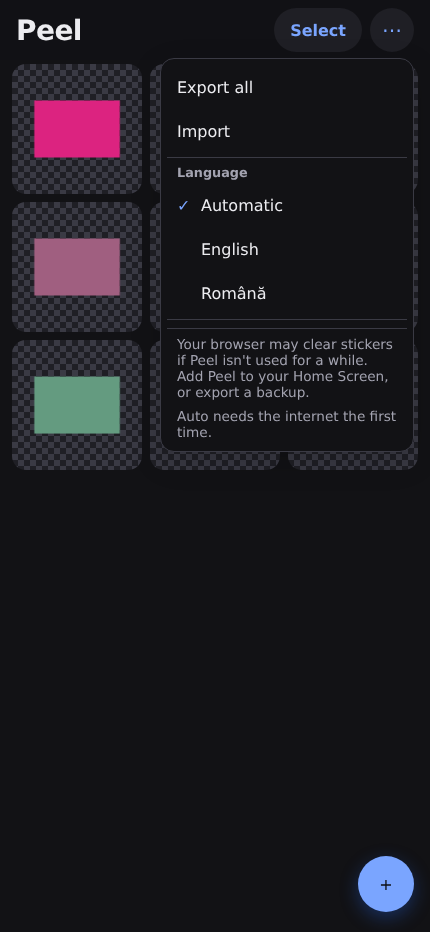 Peel
Select
...
Export all
Import
Language
✓ Automatic
English
Română
Your browser may clear stickers
if Peel isn't used for a while.
Add Peel to your Home Screen,
or export a backup.
Auto needs the internet the first
time.
+